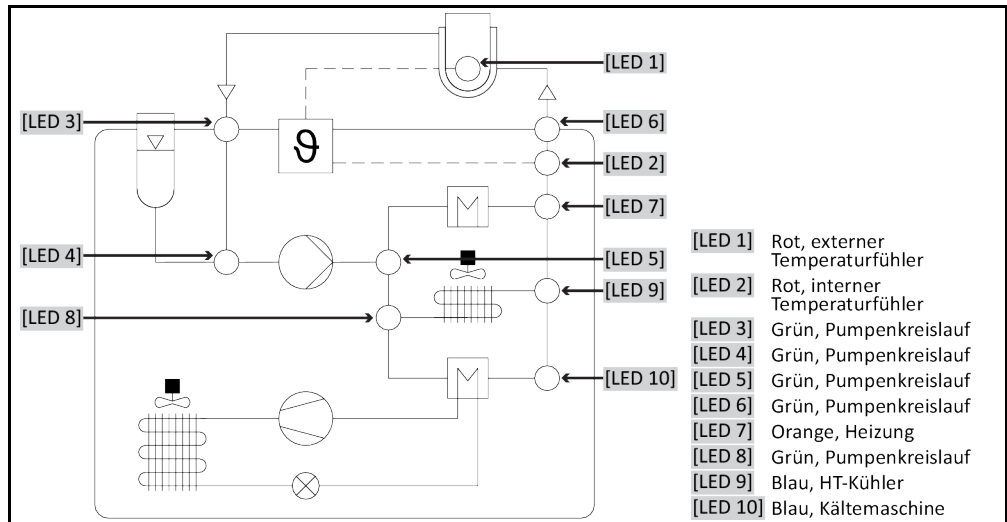 [LED 1]
[LED 3]
[LED 6]
ϑ
[LED 2]
[LED 7]
[LED 4]
[LED 5]
[LED 9]
[LED 8]
[LED 10]
[LED 1] Rot, externer
Temperaturfühler
[LED 2] Rot, interner
Temperaturfühler
[LED 3] Grün, Pumpenkreislauf
[LED 4] Grün, Pumpenkreislauf
[LED 5] Grün, Pumpenkreislauf
[LED 6] Grün, Pumpenkreislauf
[LED 7] Orange, Heizung
[LED 8] Grün, Pumpenkreislauf
[LED 9] Blau, HT-Kühler
[LED 10] Blau, Kältemaschine